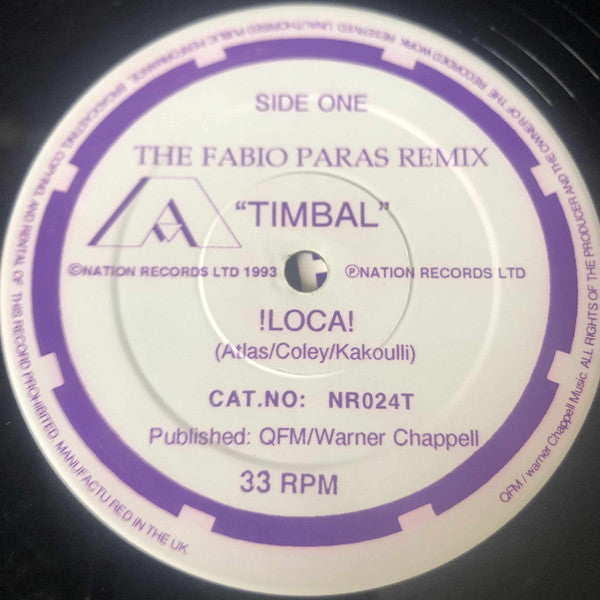 SIDE ONE
THE FABIO PARAS REMIX
"TIMBAL"
©NATION RECORDS LTD 1993 ℗NATION RECORDS LTD
!LOCA!
(Atlas/Coley/Kakoulli)
CAT.NO: NR024T
Published: QFM/Warner Chappell
33 RPM
QFM / warner Chappell Music. ALL RIGHTS OF THE PRODUCER AND THE OWNER OF THE RECORDED WORK RESERVED. UNAUTHORISED PUBLIC PERFORMANCE, BROADCASTING, COPYING, AND RENTAL OF THIS RECORD PROHIBITED. MANUFACTU RED IN THE UK